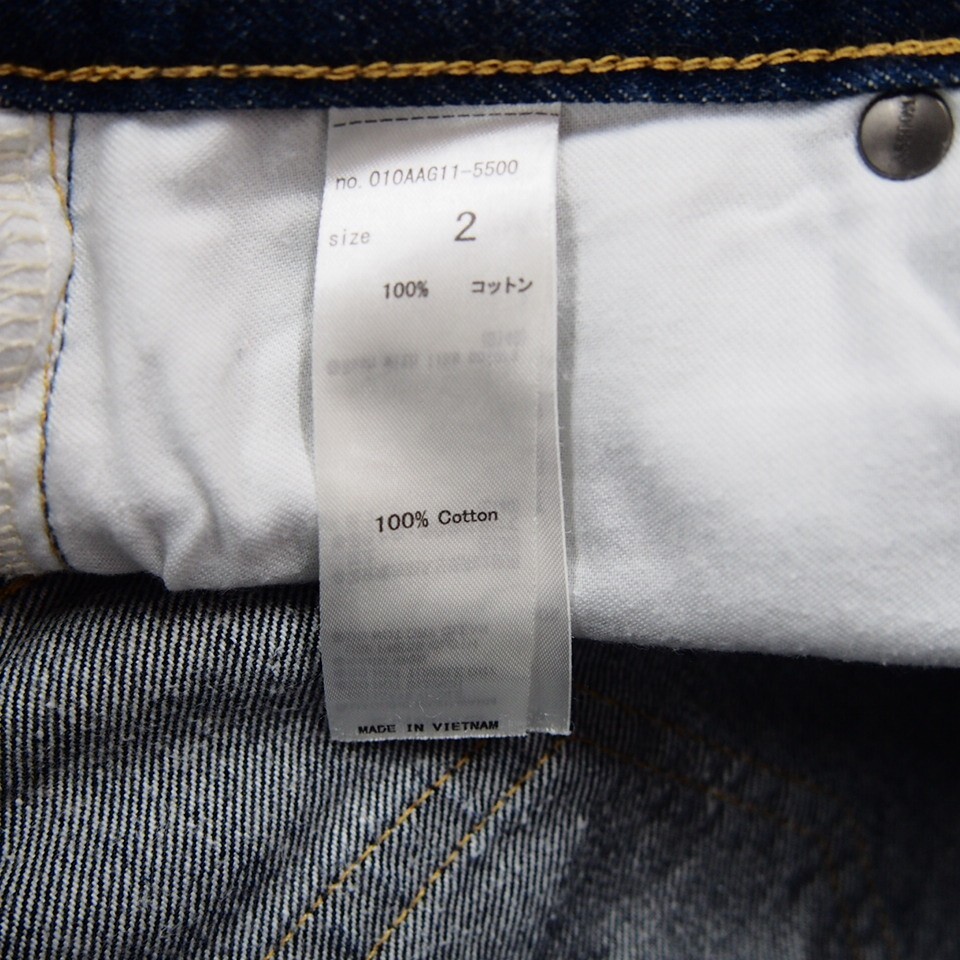 no. 010AAG11-5500
size 2
100% コットン
100% Cotton
MADE IN VIETNAM